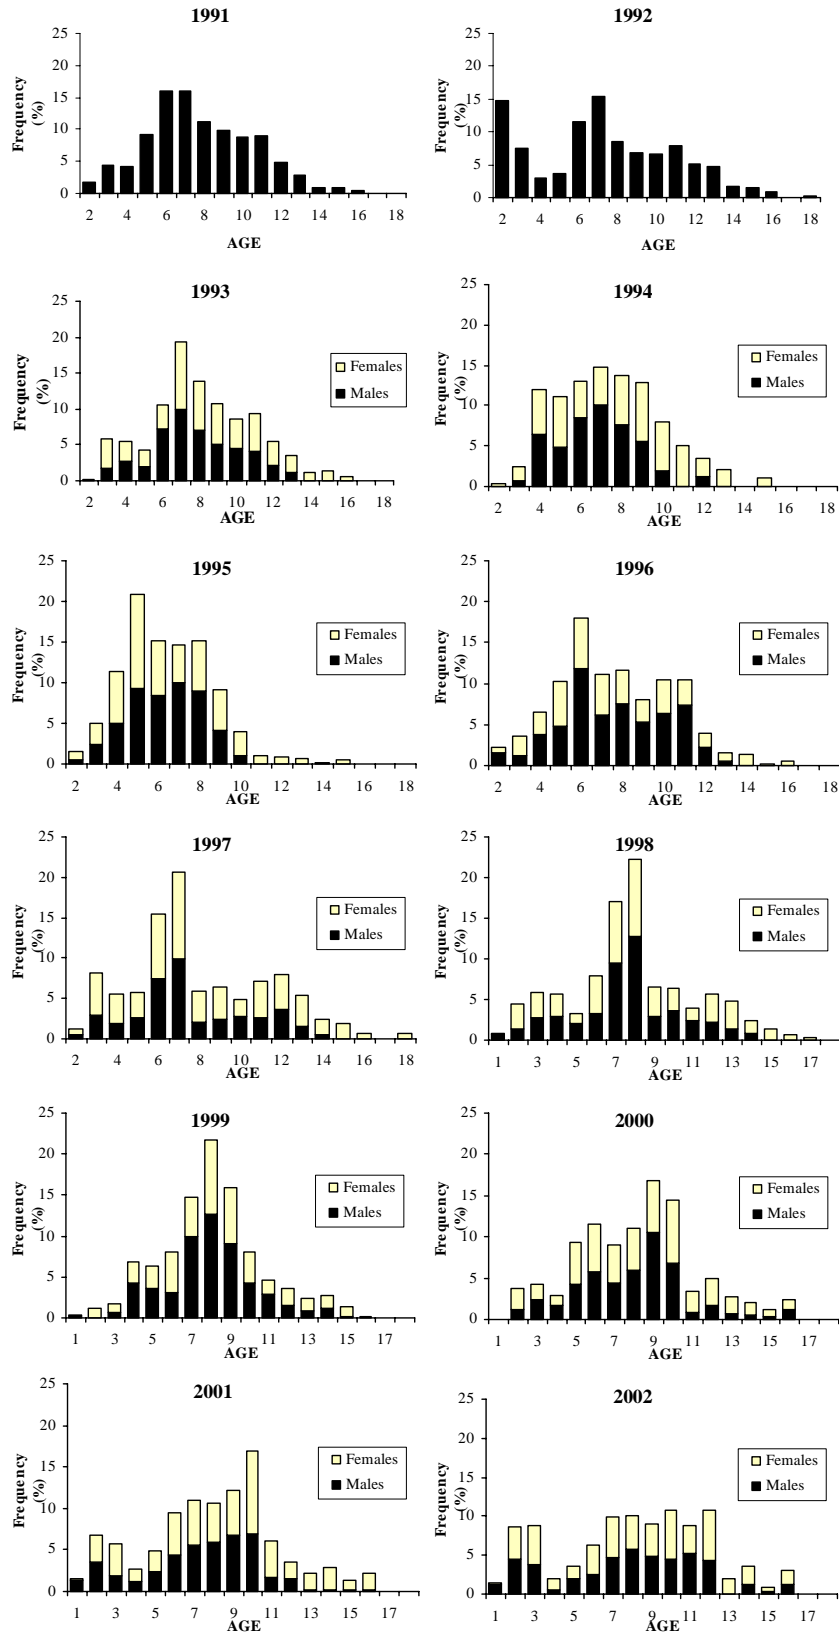 1991
25
20
15
10
5
0
Frequency
(%)
2 4 6 8 10 12 14 16 18
AGE
1992
25
20
15
10
5
0
Frequency
(%)
2 4 6 8 10 12 14 16 18
AGE
1993
25
20
15
10
5
0
Frequency
(%)
Females
Males
2 4 6 8 10 12 14 16 18
AGE
1994
25
20
15
10
5
0
Frequency
(%)
Females
Males
2 4 6 8 10 12 14 16 18
AGE
1995
25
20
15
10
5
0
Frequency
(%)
Females
Males
2 4 6 8 10 12 14 16 18
AGE
1996
25
20
15
10
5
0
Frequency
(%)
Females
Males
2 4 6 8 10 12 14 16 18
AGE
1997
25
20
15
10
5
0
Frequency
(%)
Females
Males
2 4 6 8 10 12 14 16 18
AGE
1998
25
20
15
10
5
0
Frequency
(%)
Females
Males
1 3 5 7 9 11 13 15 17
AGE
1999
25
20
15
10
5
0
Frequency
(%)
Females
Males
1 3 5 7 9 11 13 15 17
AGE
2000
25
20
15
10
5
0
Frequency
(%)
Females
Males
1 3 5 7 9 11 13 15 17
AGE
2001
25
20
15
10
5
0
Frequency
(%)
Females
Males
1 3 5 7 9 11 13 15 17
AGE
2002
25
20
15
10
5
0
Frequency
(%)
Females
Males
1 3 5 7 9 11 13 15 17
AGE